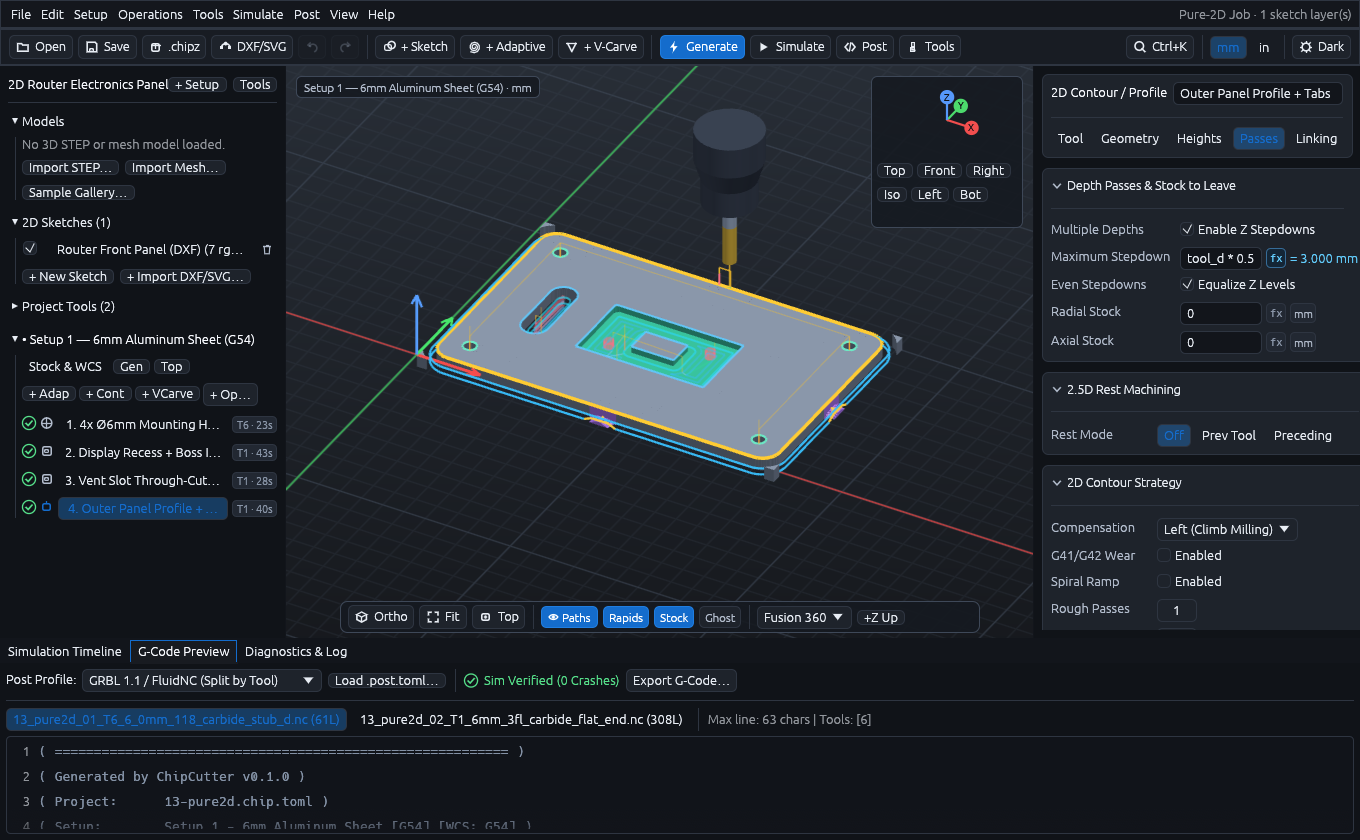 File Edit Setup Operations Tools Simulate Post View Help
Pure-2D Job · 1 sketch layer(s)
Open Save .chipz DXF/SVG + Sketch + Adaptive + V-Carve Generate Simulate Post Tools Ctrl+K mm in Dark
2D Router Electronics Panel + Setup Tools
Models
No 3D STEP or mesh model loaded.
Import STEP… Import Mesh…
Sample Gallery…
2D Sketches (1)
Router Front Panel (DXF) (7 rg…
+ New Sketch + Import DXF/SVG…
Project Tools (2)
• Setup 1 — 6mm Aluminum Sheet (G54)
Stock & WCS Gen Top
+ Adap + Cont + VCarve + Op…
1. 4x Ø6mm Mounting H… T6 · 23s
2. Display Recess + Boss I… T1 · 43s
3. Vent Slot Through-Cut… T1 · 28s
4. Outer Panel Profile + … T1 · 40s
Setup 1 — 6mm Aluminum Sheet (G54) · mm
Z
Y
X
Top Front Right
Iso Left Bot
Ortho Fit Top Paths Rapids Stock Ghost Fusion 360 +Z Up
2D Contour / Profile Outer Panel Profile + Tabs
Tool Geometry Heights Passes Linking
Depth Passes & Stock to Leave
Multiple Depths Enable Z Stepdowns
Maximum Stepdown tool_d * 0.5 fx = 3.000 mm
Even Stepdowns Equalize Z Levels
Radial Stock 0 fx mm
Axial Stock 0 fx mm
2.5D Rest Machining
Rest Mode Off Prev Tool Preceding
2D Contour Strategy
Compensation Left (Climb Milling)
G41/G42 Wear Enabled
Spiral Ramp Enabled
Rough Passes 1
Simulation Timeline G-Code Preview Diagnostics & Log
Post Profile: GRBL 1.1 / FluidNC (Split by Tool) Load .post.toml… Sim Verified (0 Crashes) Export G-Code…
13_pure2d_01_T6_6_0mm_118_carbide_stub_d.nc (61L) 13_pure2d_02_T1_6mm_3fl_carbide_flat_end.nc (308L) Max line: 63 chars | Tools: [6]
1 ( ========================================================== )
2 ( Generated by ChipCutter v0.1.0 )
3 ( Project: 13-pure2d.chip.toml )
4 ( Setup: Setup 1 - 6mm Aluminum Sheet [G54] [WCS: G54] )